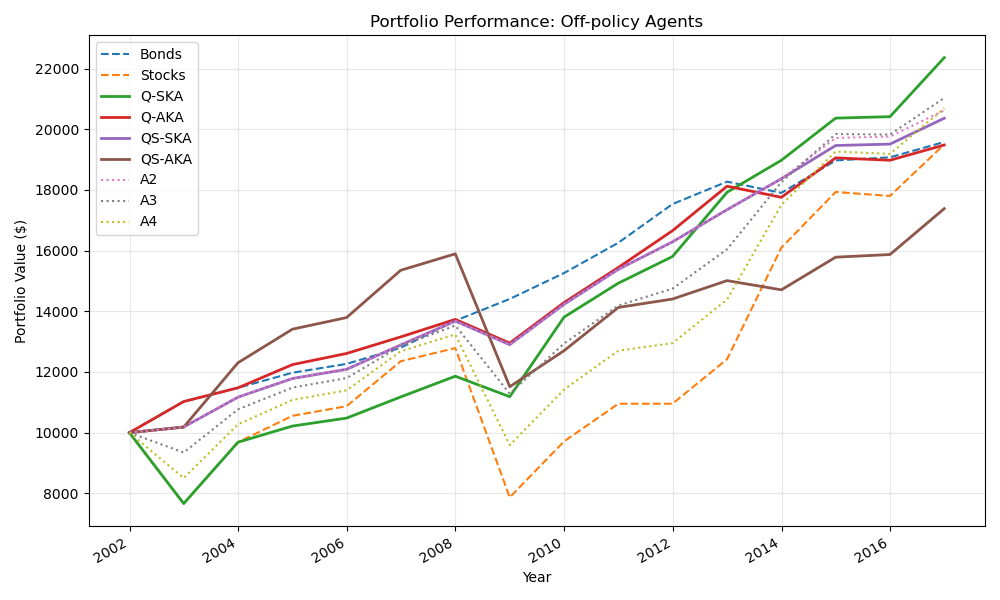 Portfolio Performance: Off-policy Agents
Bonds
Stocks
Q-SKA
Q-AKA
QS-SKA
QS-AKA
A2
A3
A4
22000
20000
18000
16000
14000
12000
10000
8000
Portfolio Value ($)
2002
2004
2006
2008
2010
2012
2014
2016
Year